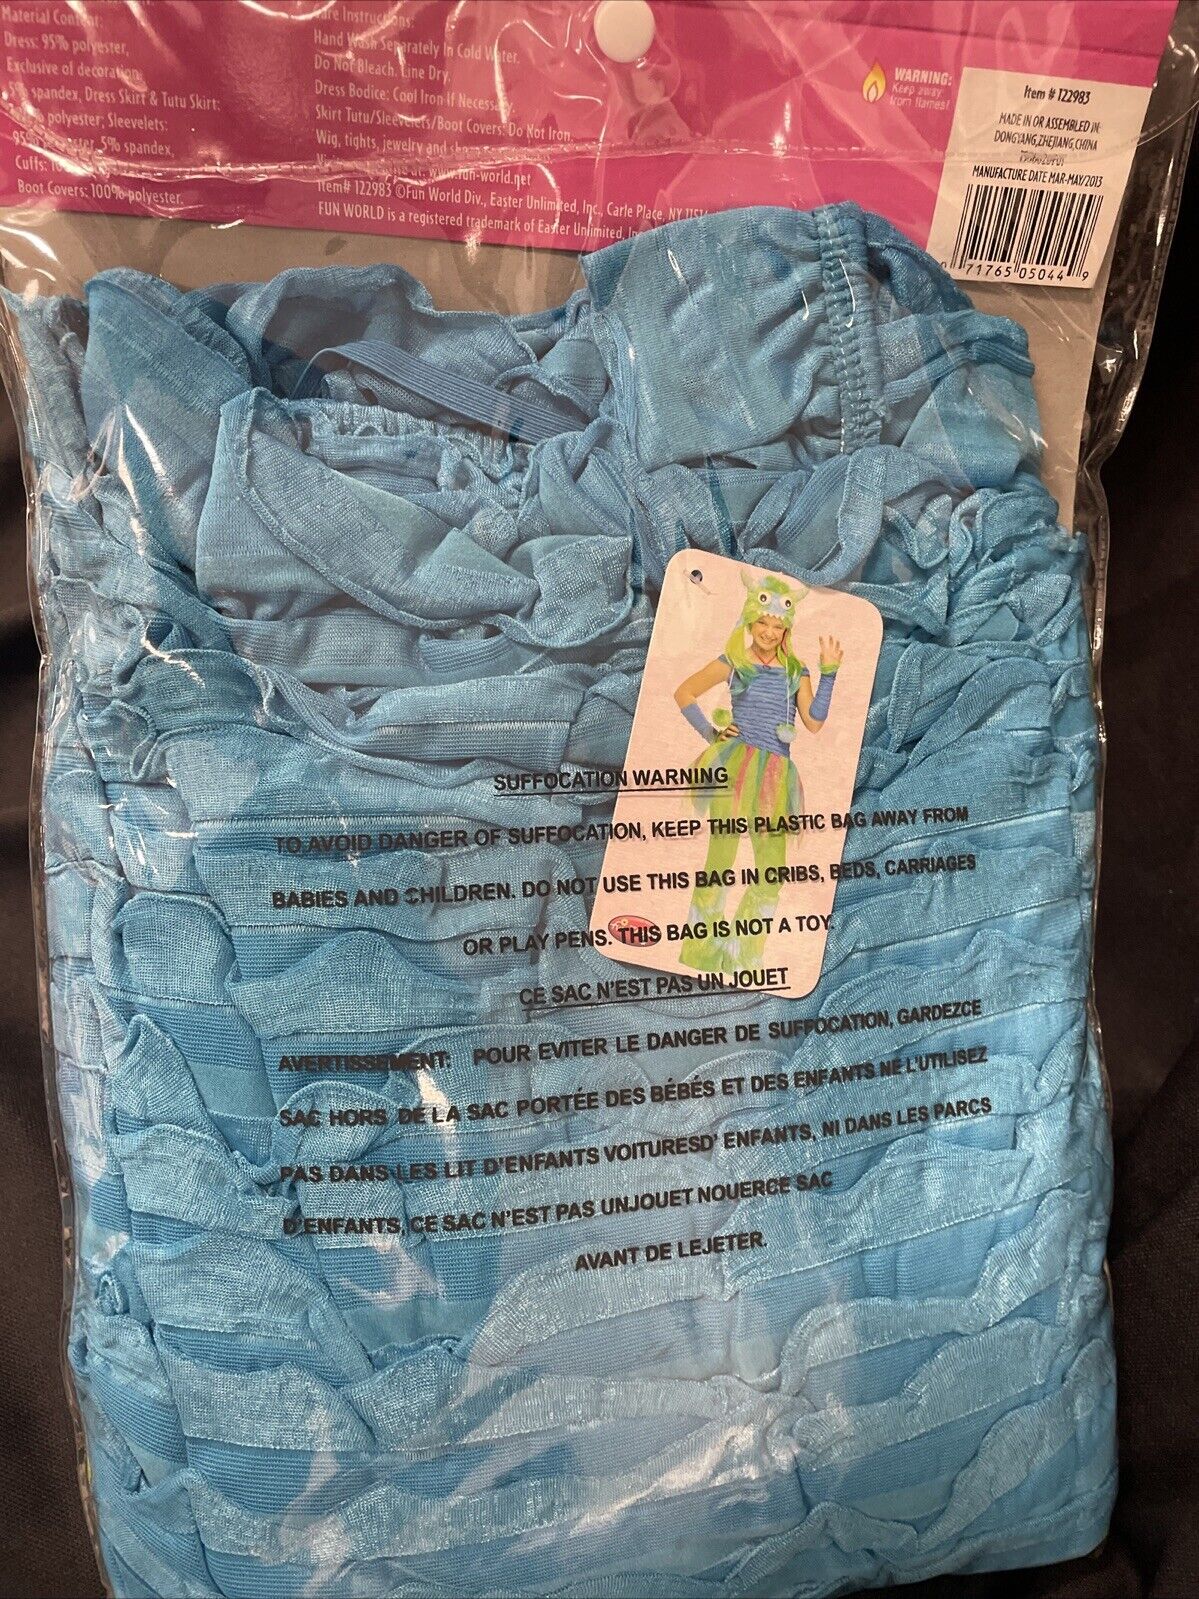 Material Content:
Dress: 95% polyester,
Exclusive of decoration,
spandex, Dress Skirt & Tutu Skirt:
polyester; Sleevelets:
5% spandex,
Cuffs:
Boot Covers: 100% polyester.
Care Instructions:
Hand Wash Separately In Cold Water.
Do Not Bleach. Line Dry.
Dress Bodice: Cool Iron If Necessary.
Skirt Tutu/Sleevelets/Boot Covers: Do Not Iron.
Wig, tights, jewelry and
at: www.fun-world.net
Item# 122983 ©Fun World Div., Easter Unlimited, Inc., Carle Place, NY 11514
FUN WORLD is a registered trademark of Easter Unlimited, Inc.
WARNING:
Keep away
from flames!
Item # 122983
MADE IN OR ASSEMBLED IN:
DONGYANG,ZHEJIANG,CHINA
MANUFACTURE DATE MAR-MAY/2013
0 71765 05044 9
SUFFOCATION WARNING
TO AVOID DANGER OF SUFFOCATION, KEEP THIS PLASTIC BAG AWAY FROM
BABIES AND CHILDREN. DO NOT USE THIS BAG IN CRIBS, BEDS, CARRIAGES
OR PLAY PENS. THIS BAG IS NOT A TOY.
CE SAC N'EST PAS UN JOUET
AVERTISSEMENT: POUR EVITER LE DANGER DE SUFFOCATION, GARDEZCE
SAC HORS DE LA SAC PORTÉE DES BÉBÉS ET DES ENFANTS NE L'UTILISEZ
PAS DANS LES LIT D'ENFANTS VOITURESD' ENFANTS, NI DANS LES PARCS
D'ENFANTS, CE SAC N'EST PAS UNJOUET NOUERCE SAC
AVANT DE LEJETER.